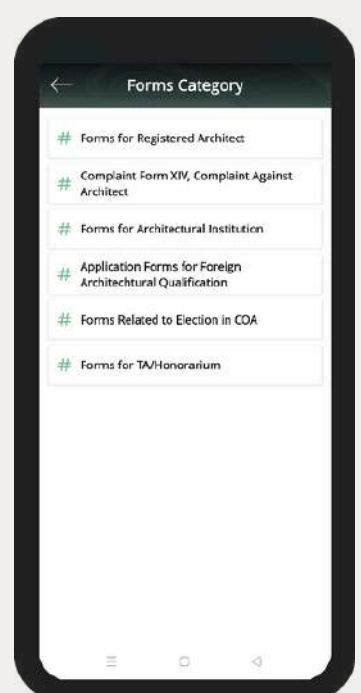 Forms Category
# Forms for Registered Architect
# Complaint Form XIV, Complaint Against
Architect
# Forms for Architectural Institution
# Application Forms for Foreign
Architechtural Qualification
# Forms Related to Election in COA
# Forms for TA/Honorarium